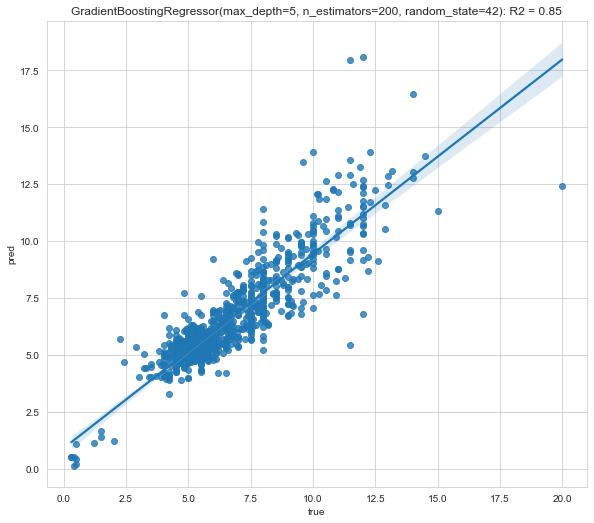 GradientBoostingRegressor(max_depth=5, n_estimators=200, random_state=42): R2 = 0.85
17.5
15.0
12.5
10.0
7.5
5.0
2.5
0.0
pred
0.0 2.5 5.0 7.5 10.0 12.5 15.0 17.5 20.0
true